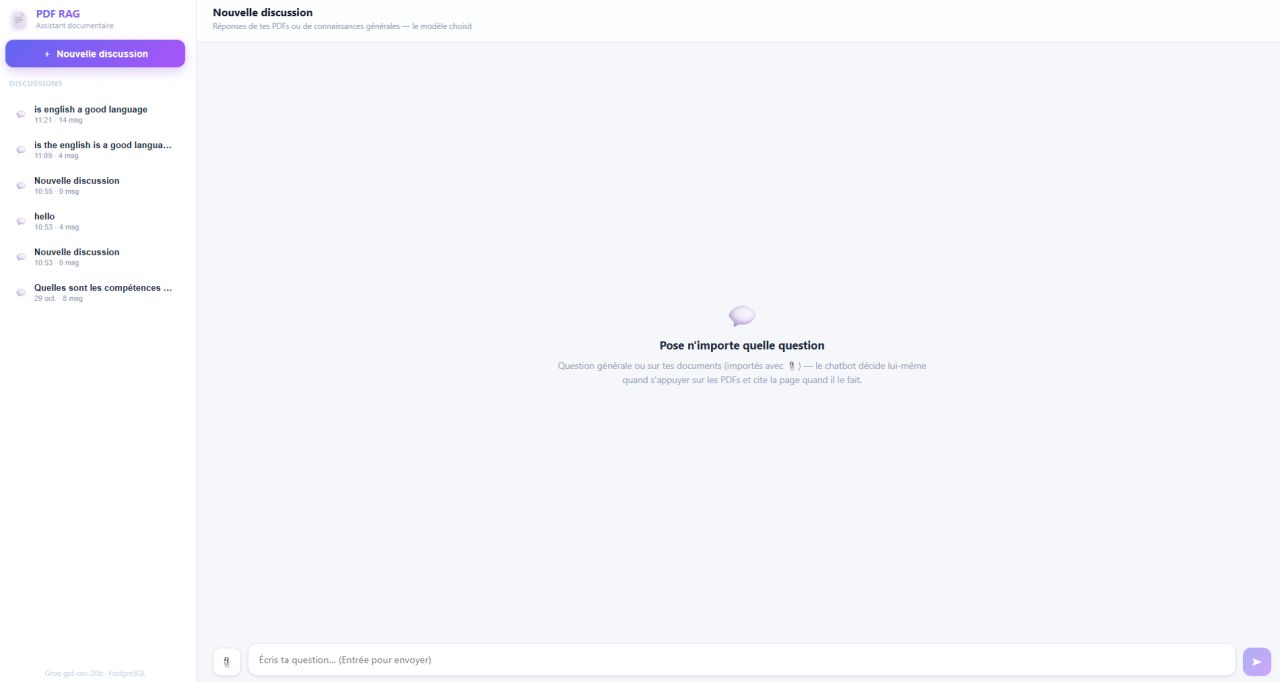 PDF RAG
Assistant documentaire
+ Nouvelle discussion
DISCUSSIONS
is english a good language
11:21 · 14 msg
is the english is a good langua...
11:09 · 4 msg
Nouvelle discussion
10:55 · 0 msg
hello
10:53 · 4 msg
Nouvelle discussion
10:53 · 0 msg
Quelles sont les compétences ...
29 oct. · 8 msg
Groq gpt-oss-20b · PostgreSQL
Nouvelle discussion
Réponses de tes PDFs ou de connaissances générales — le modèle choisit
Pose n'importe quelle question
Question générale ou sur tes documents (importés avec 📎 ) — le chatbot décide lui-même
quand s'appuyer sur les PDFs et cite la page quand il le fait.
Écris ta question... (Entrée pour envoyer)